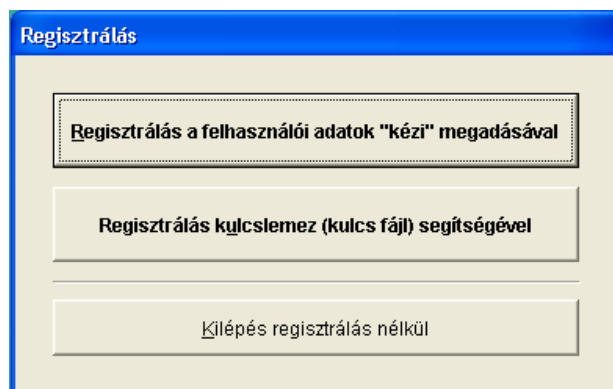 Regisztrálás
Regisztrálás a felhasználói adatok "kézi" megadásával
Regisztrálás kulcslemez (kulcs fájl) segítségével
Kilépés regisztrálás nélkül